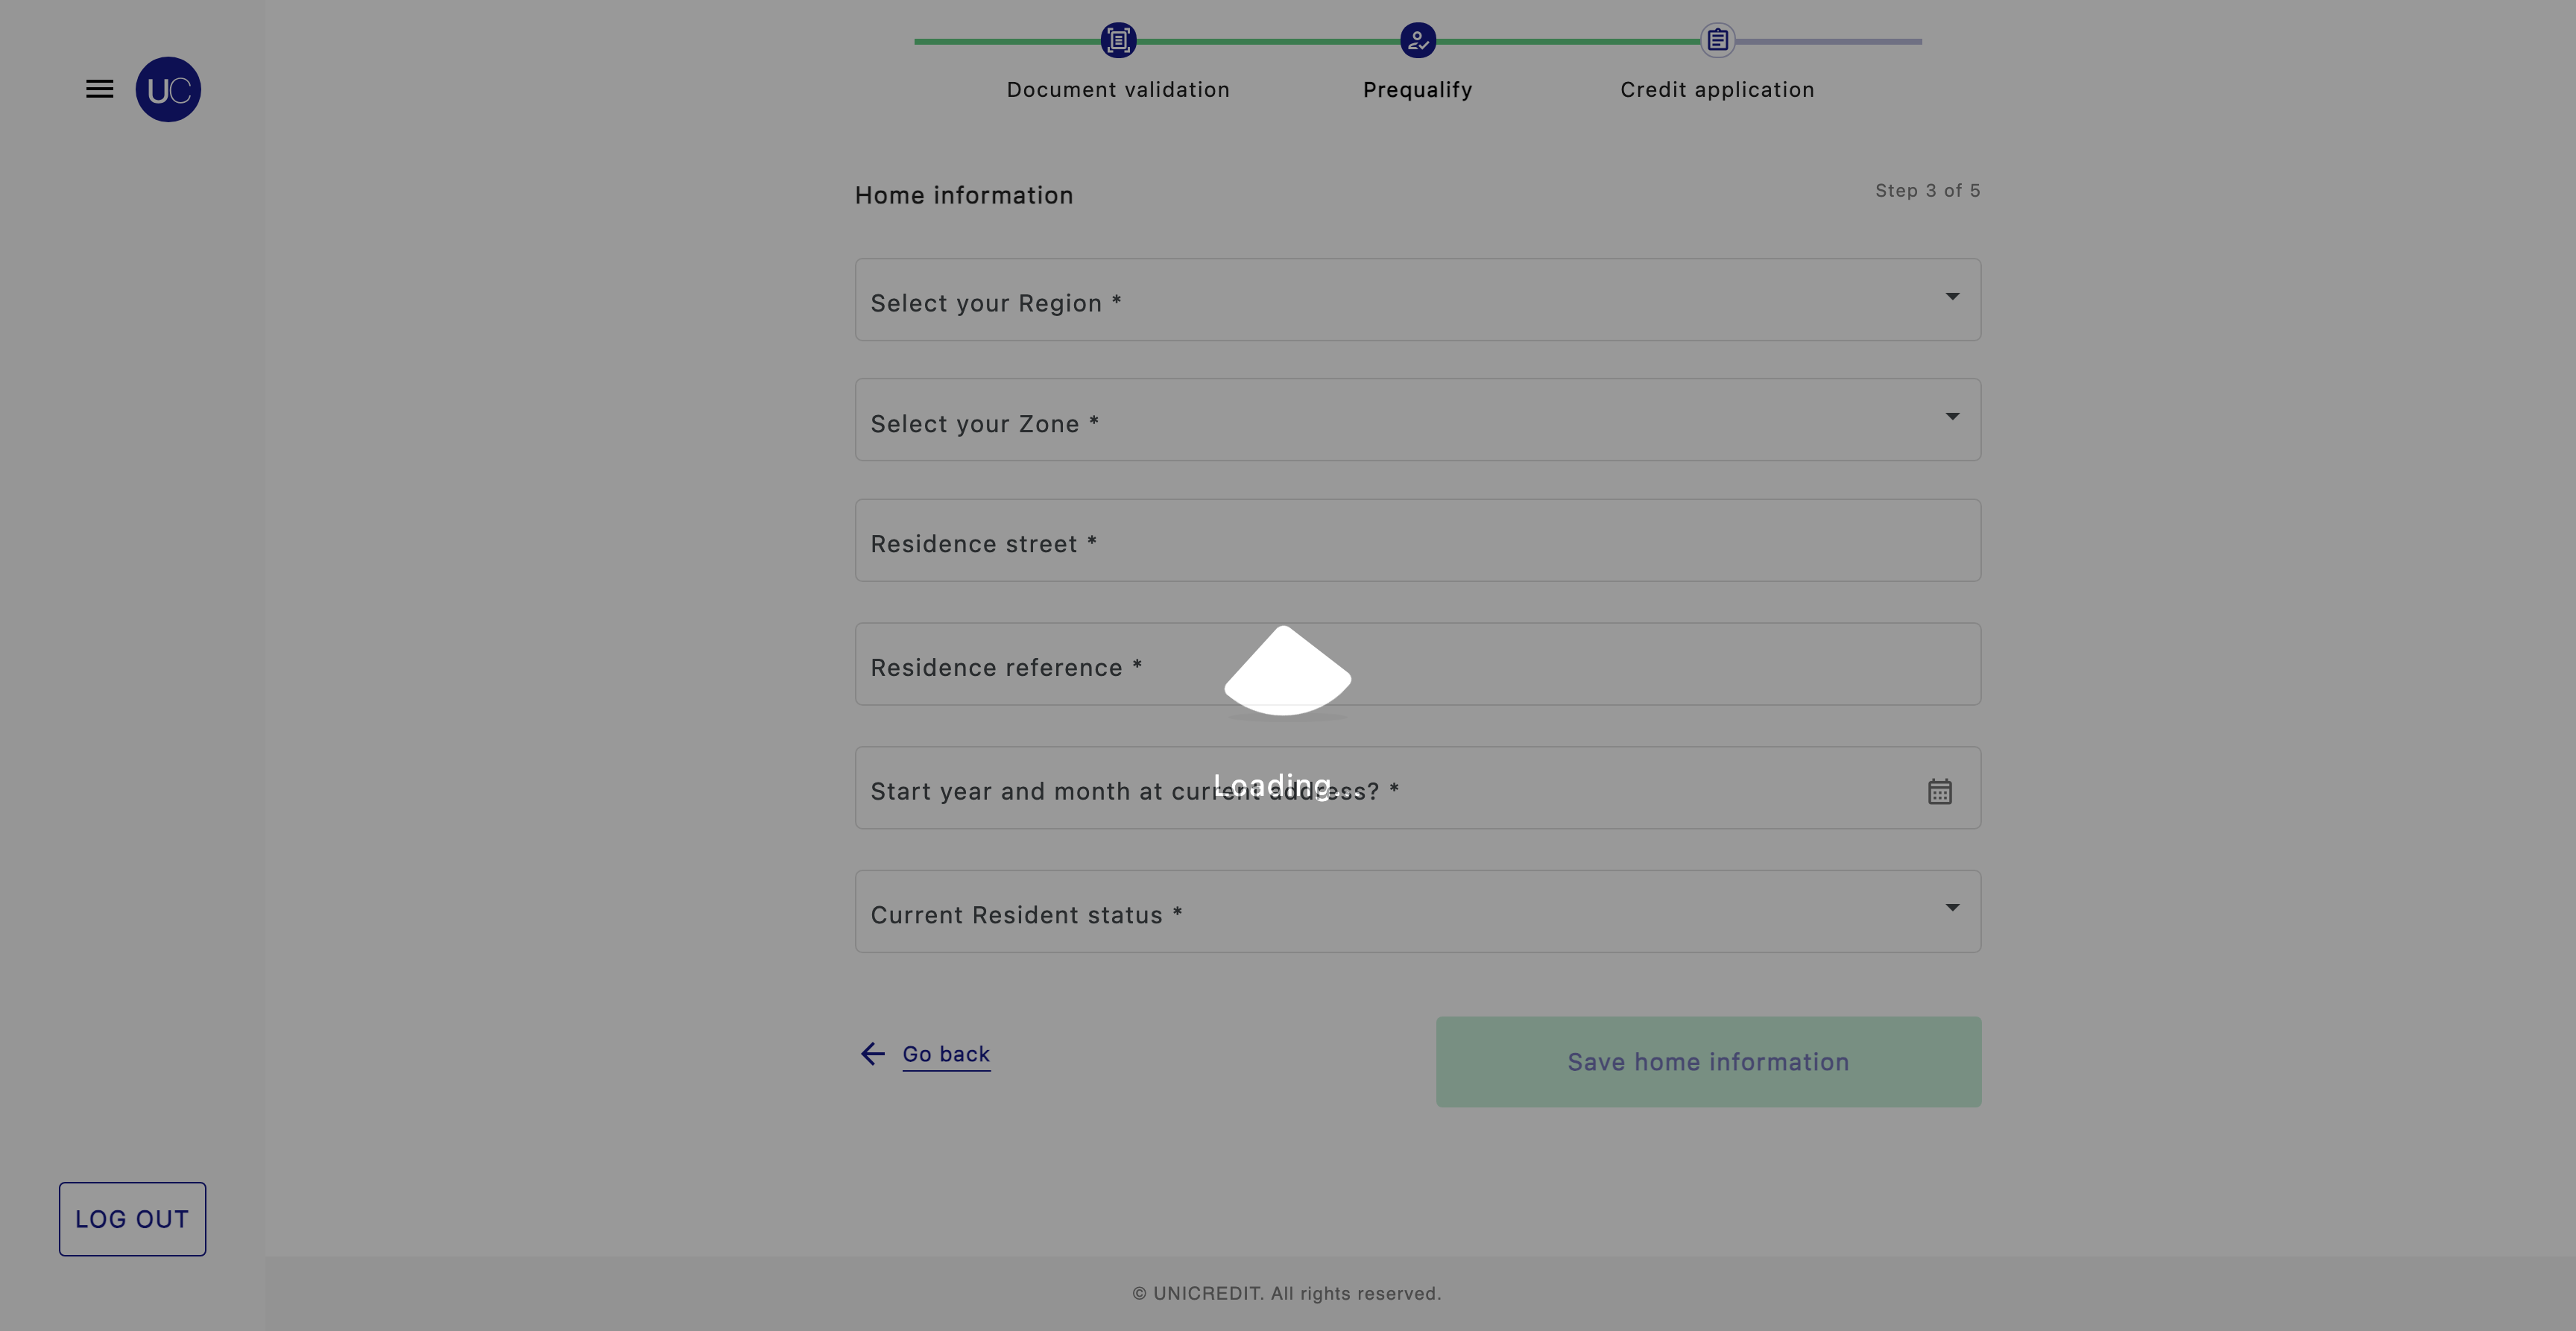 UC
Document validation
Prequalify
Credit application
Home information
Step 3 of 5
Select your Region *
Select your Zone *
Residence street *
Residence reference *
Start year and month at current address? *
Loading...
Current Resident status *
Go back
Save home information
LOG OUT
© UNICREDIT. All rights reserved.